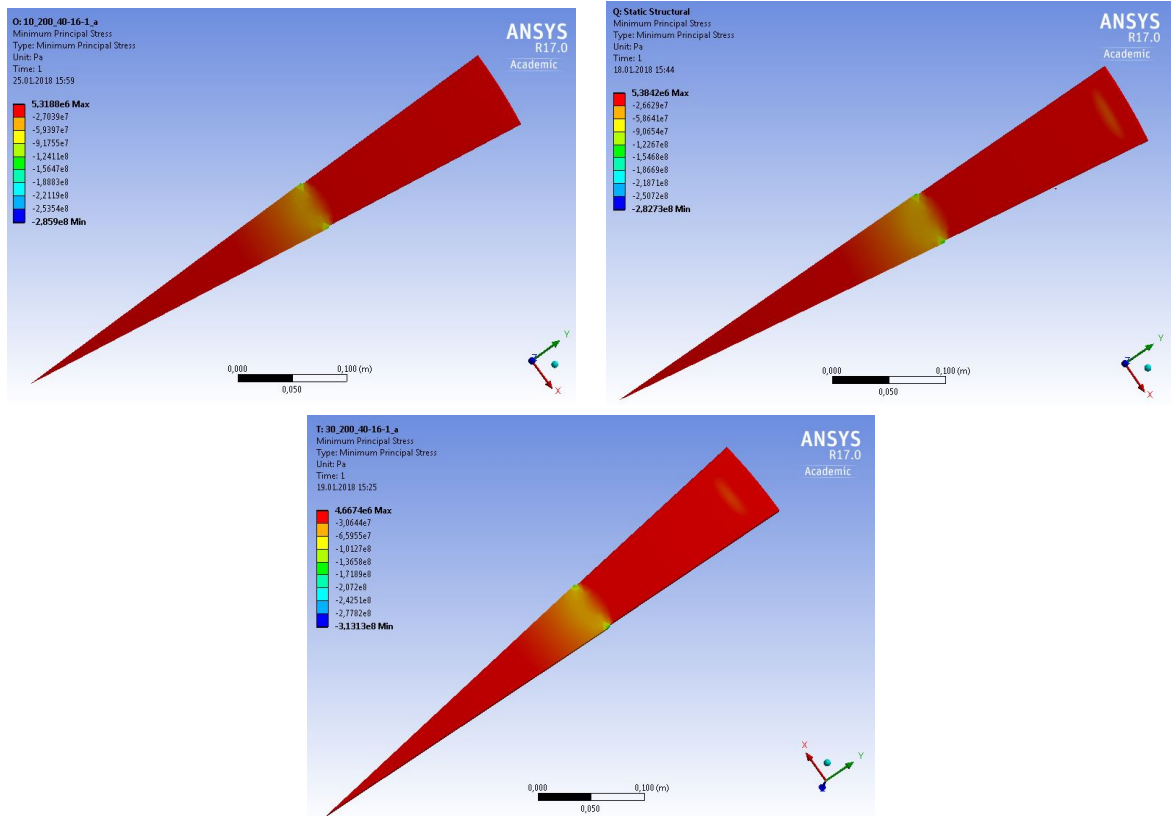 O: 10_200_40-16-1_a
Minimum Principal Stress
Type: Minimum Principal Stress
Unit: Pa
Time: 1
25.01.2018 15:59
ANSYS
R17.0
Academic
5,3188e6 Max
-2,7039e7
-5,9397e7
-9,1755e7
-1,2411e8
-1,5647e8
-1,8883e8
-2,2119e8
-2,5354e8
-2,859e8 Min
0,000
0,100 (m)
0,050
Y
Z
X
Q: Static Structural
Minimum Principal Stress
Type: Minimum Principal Stress
Unit: Pa
Time: 1
18.01.2018 15:44
ANSYS
R17.0
Academic
5,3842e6 Max
-2,6629e7
-5,8641e7
-9,0654e7
-1,2267e8
-1,5468e8
-1,8669e8
-2,1871e8
-2,5072e8
-2,8273e8 Min
0,000
0,100 (m)
0,050
Y
Z
X
T: 30_200_40-16-1_a
Minimum Principal Stress
Type: Minimum Principal Stress
Unit: Pa
Time: 1
19.01.2018 15:25
ANSYS
R17.0
Academic
4,6674e6 Max
-3,0644e7
-6,5955e7
-1,0127e8
-1,3658e8
-1,7189e8
-2,072e8
-2,4251e8
-2,7782e8
-3,1313e8 Min
0,000
0,100 (m)
0,050
X
Y
Z